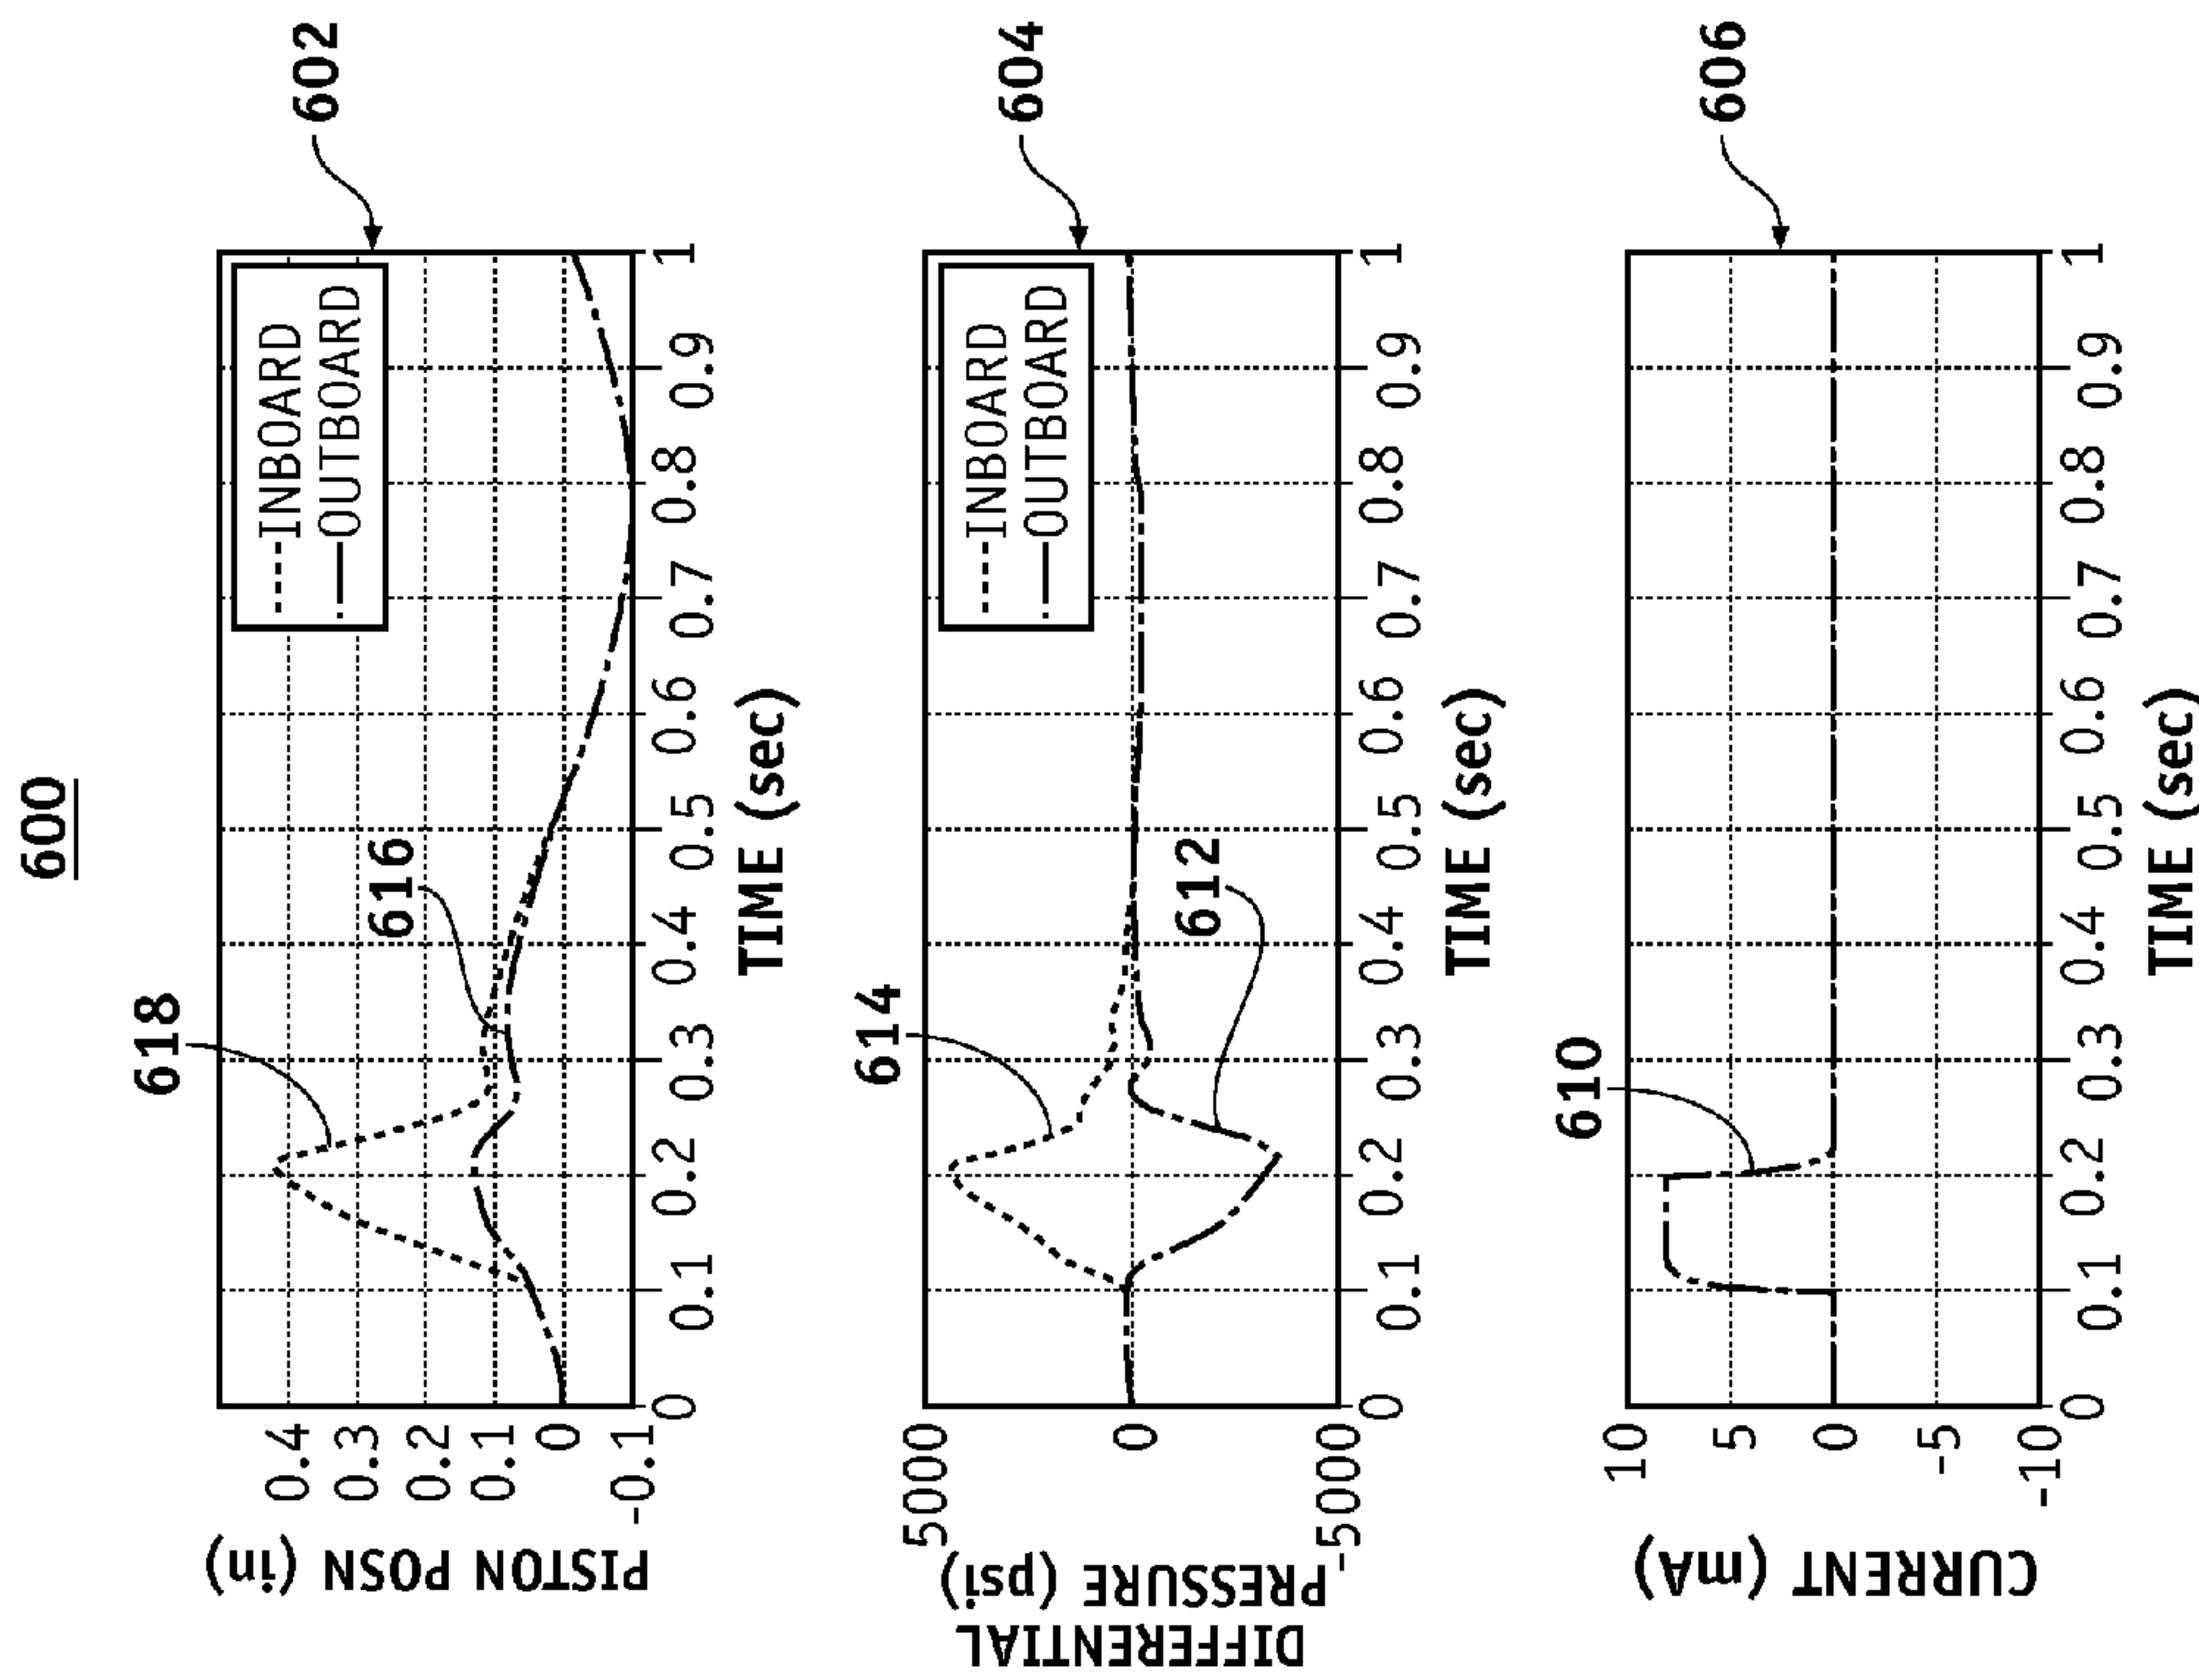 600
602
PISTON POSN (in)
0.4
0.3
0.2
0.1
0
-0.1
618
616
INBOARD
OUTBOARD
0 0.1 0.2 0.3 0.4 0.5 0.6 0.7 0.8 0.9 1
TIME (sec)
604
DIFFERENTIAL
PRESSURE (psi)
5000
0
-5000
614
612
INBOARD
OUTBOARD
0 0.1 0.2 0.3 0.4 0.5 0.6 0.7 0.8 0.9 1
TIME (sec)
606
CURRENT (mA)
10
5
0
-5
-10
610
0 0.1 0.2 0.3 0.4 0.5 0.6 0.7 0.8 0.9 1
TIME (sec)